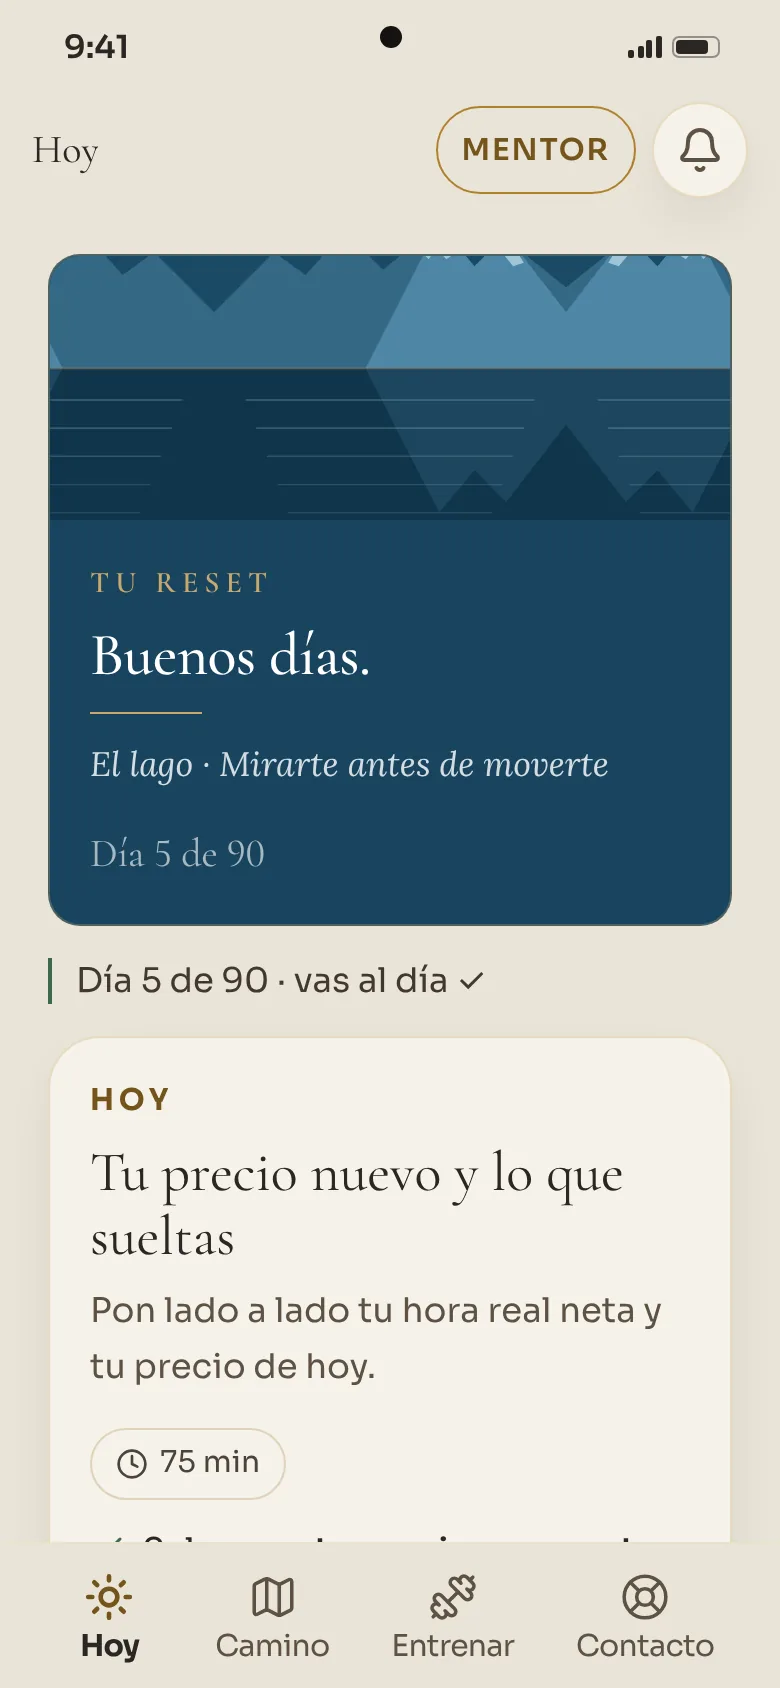 9:41
Hoy
MENTOR
TU RESET
Buenos días.
El lago · Mirarte antes de moverte
Día 5 de 90
Día 5 de 90 · vas al día ✓
HOY
Tu precio nuevo y lo que
sueltas
Pon lado a lado tu hora real neta y
tu precio de hoy.
75 min
Hoy
Camino
Entrenar
Contacto